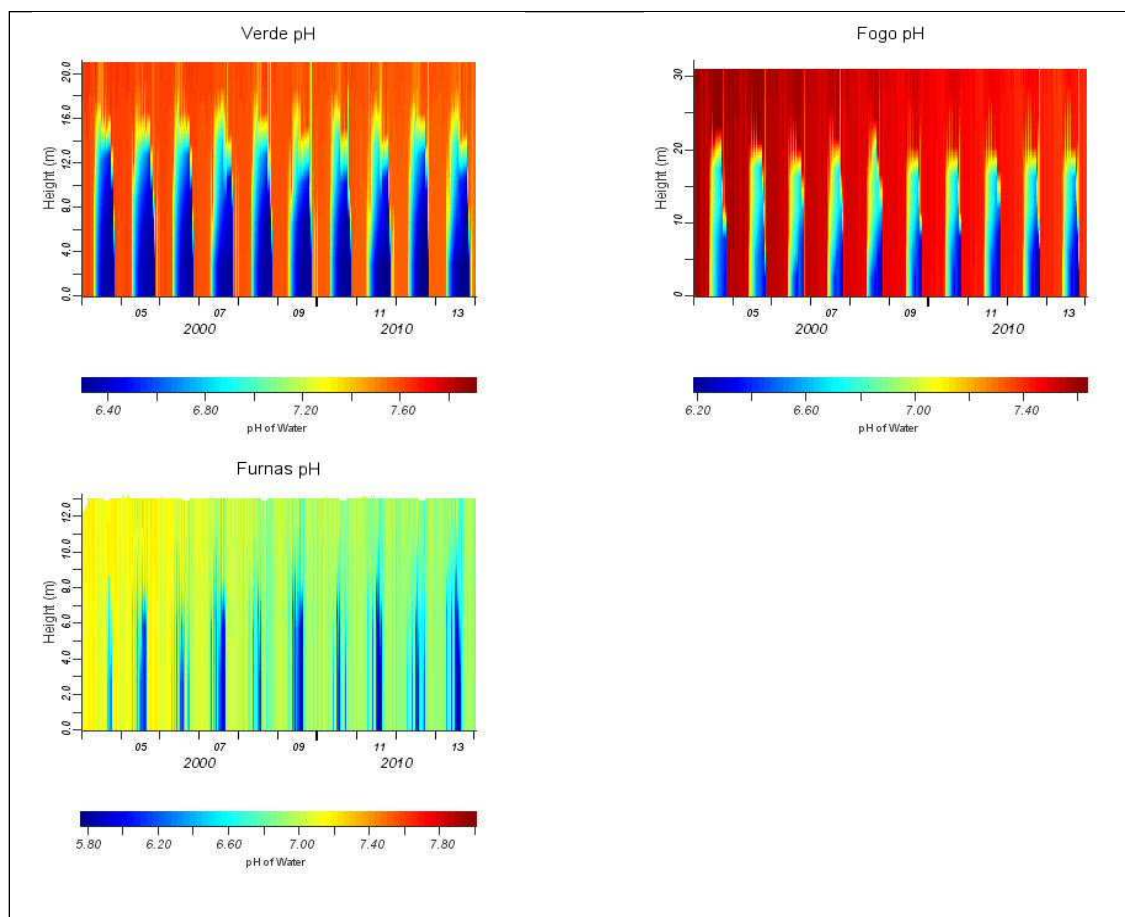 Verde pH
Height (m)
20.0
16.0
12.0
8.0
4.0
0.0
05 07 09 11 13
2000 2010
6.40 6.80 7.20 7.60
pH of Water
Fogo pH
Height (m)
30
20
10
0
05 07 09 11 13
2000 2010
6.20 6.60 7.00 7.40
pH of Water
Furnas pH
Height (m)
12.0
10.0
8.0
6.0
4.0
2.0
0.0
05 07 09 11 13
2000 2010
5.80 6.20 6.60 7.00 7.40 7.80
pH of Water